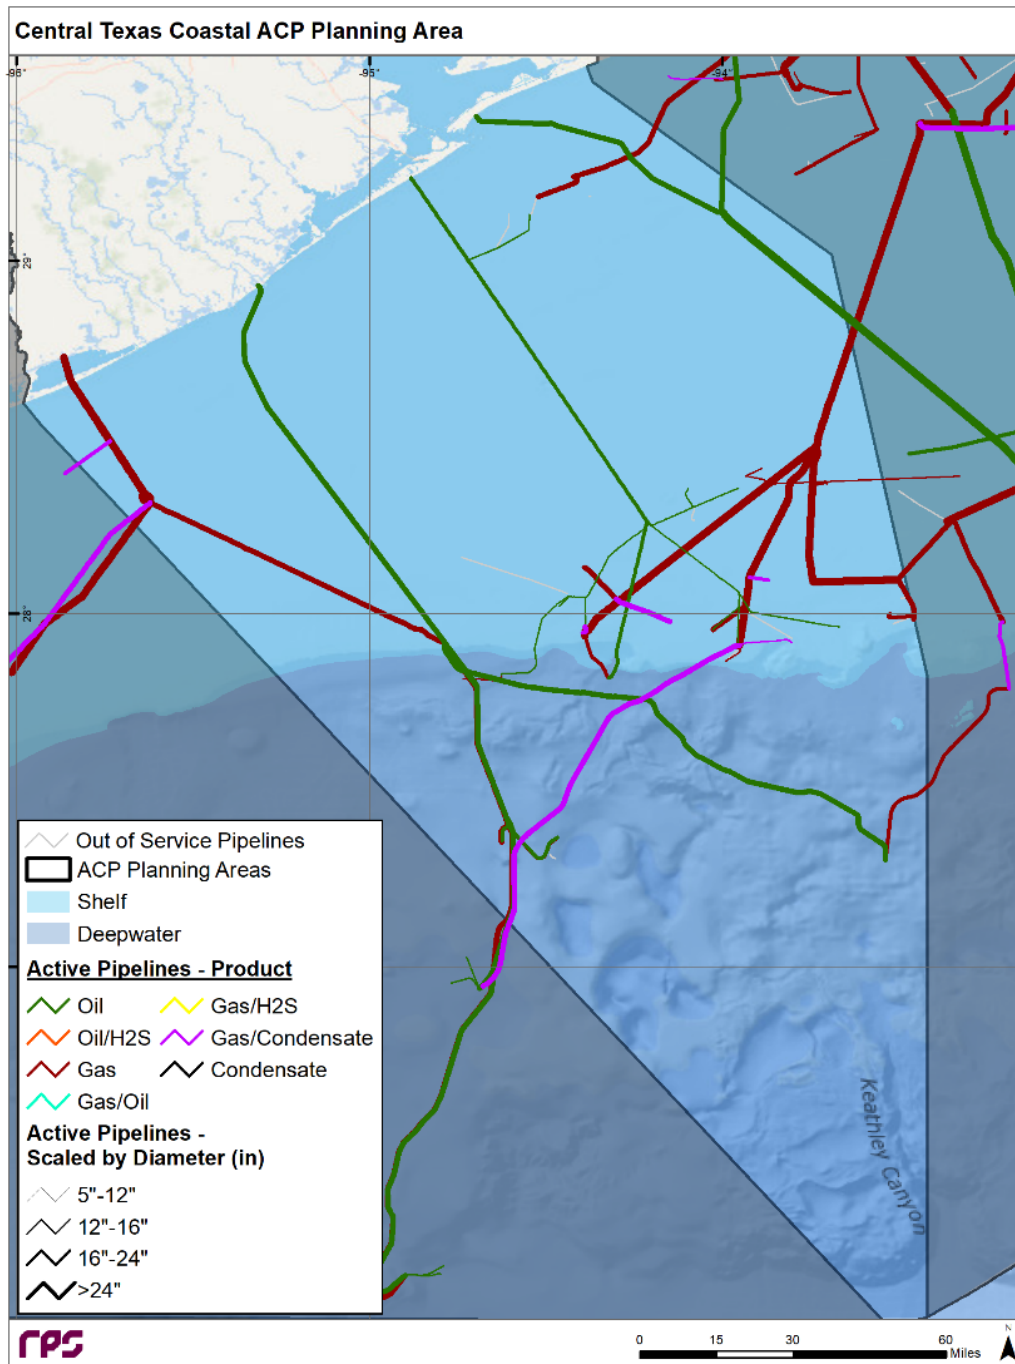 Central Texas Coastal ACP Planning Area
-96°
-95°
-94°
29°
28°
Out of Service Pipelines
ACP Planning Areas
Shelf
Deepwater
Active Pipelines - Product
Oil
Gas/H2S
Oil/H2S
Gas/Condensate
Gas
Condensate
Gas/Oil
Active Pipelines -
Scaled by Diameter (in)
5"-12"
12"-16"
16"-24"
>24"
Keathley Canyon
rps
0 15 30 60
Miles
N